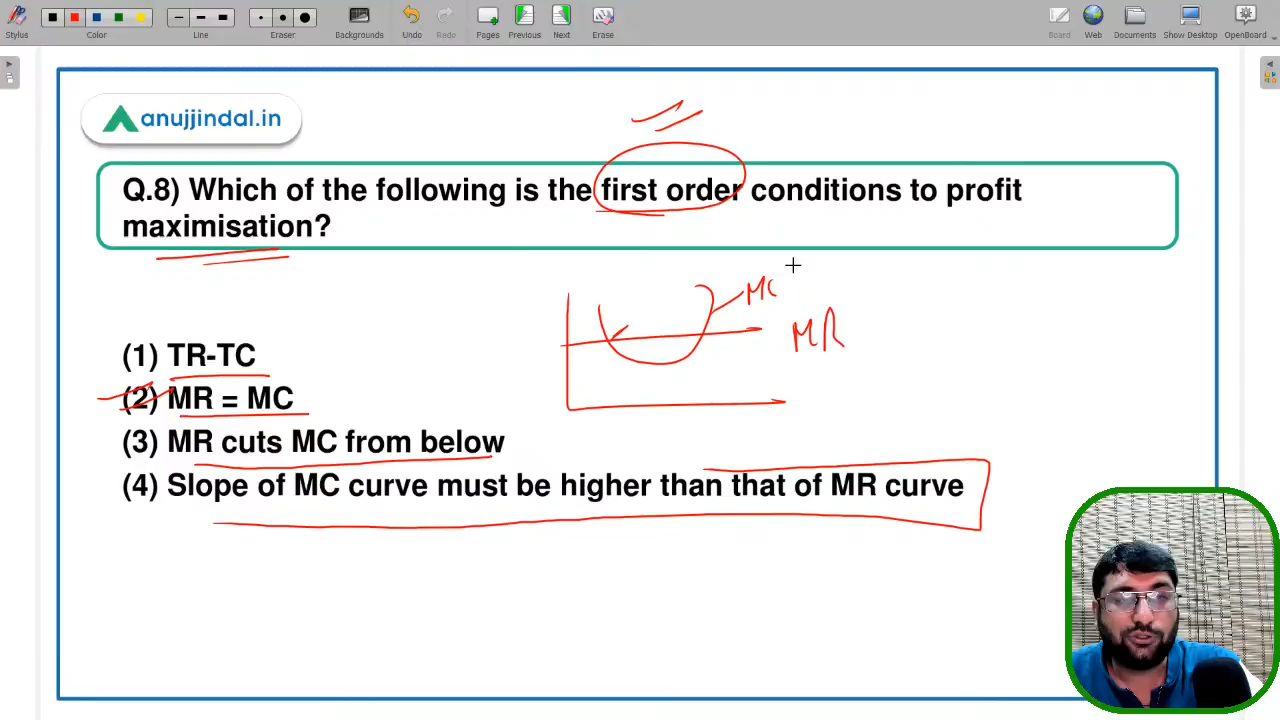 Stylus
Color
Line
Eraser
Backgrounds
Undo
Redo
Pages
Previous
Next
Erase
Board
Web
Documents
Show Desktop
OpenBoard
anujjindal.in
Q.8) Which of the following is the first order conditions to profit
maximisation?
MC
MR
(1) TR-TC
(2) MR = MC
(3) MR cuts MC from below
(4) Slope of MC curve must be higher than that of MR curve